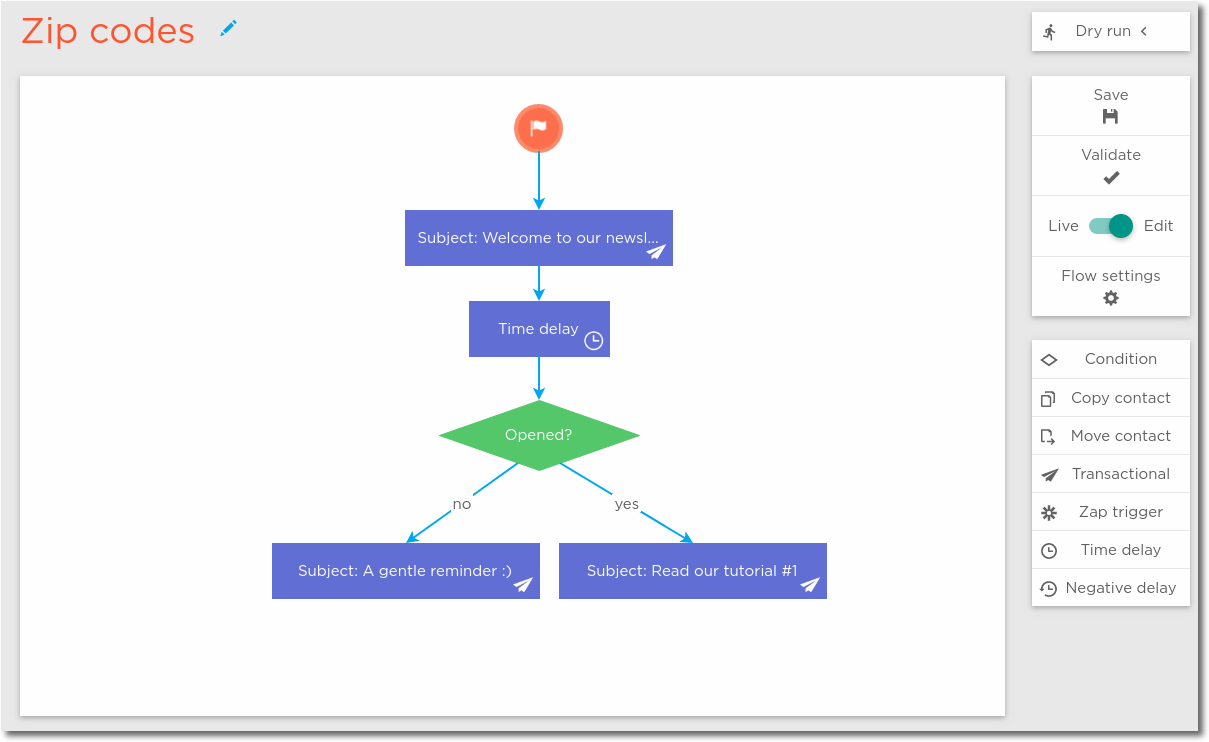 Zip codes
Dry run
Save
Validate
Live
Edit
Flow settings
Condition
Copy contact
Move contact
Transactional
Zap trigger
Time delay
Negative delay
Subject: Welcome to our newsl...
Time delay
Opened?
no
yes
Subject: A gentle reminder :)
Subject: Read our tutorial #1